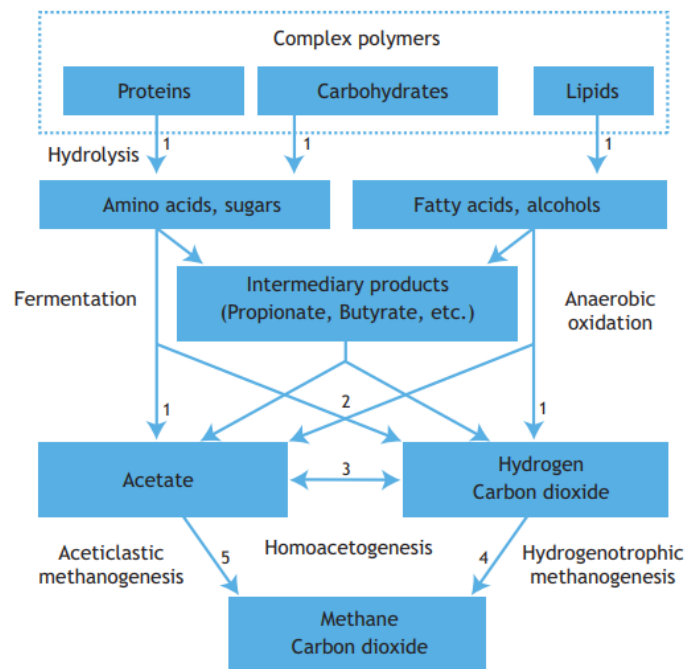 Complex polymers
Proteins
Carbohydrates
Lipids
1
1
1
Hydrolysis
Amino acids, sugars
Fatty acids, alcohols
Fermentation
Intermediary products
(Propionate, Butyrate, etc.)
Anaerobic
oxidation
1
2
1
Acetate
3
Hydrogen
Carbon dioxide
Aceticlastic
methanogenesis
5
Homoacetogenesis
4
Hydrogenotrophic
methanogenesis
Methane
Carbon dioxide